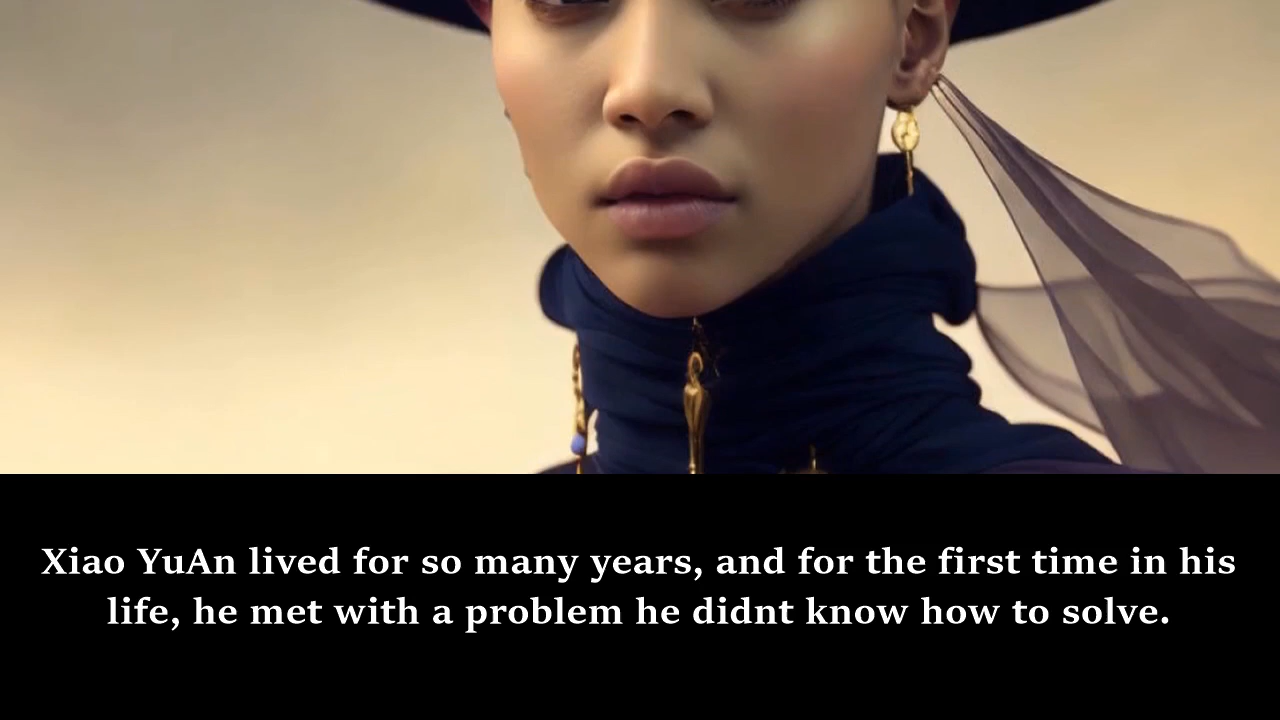 Xiao YuAn lived for so many years, and for the first time in his
life, he met with a problem he didnt know how to solve.